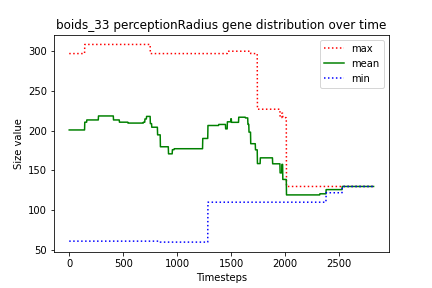 boids_33 perceptionRadius gene distribution over time
max
mean
min
Size value
300
250
200
150
100
50
0
500
1000
1500
2000
2500
Timesteps